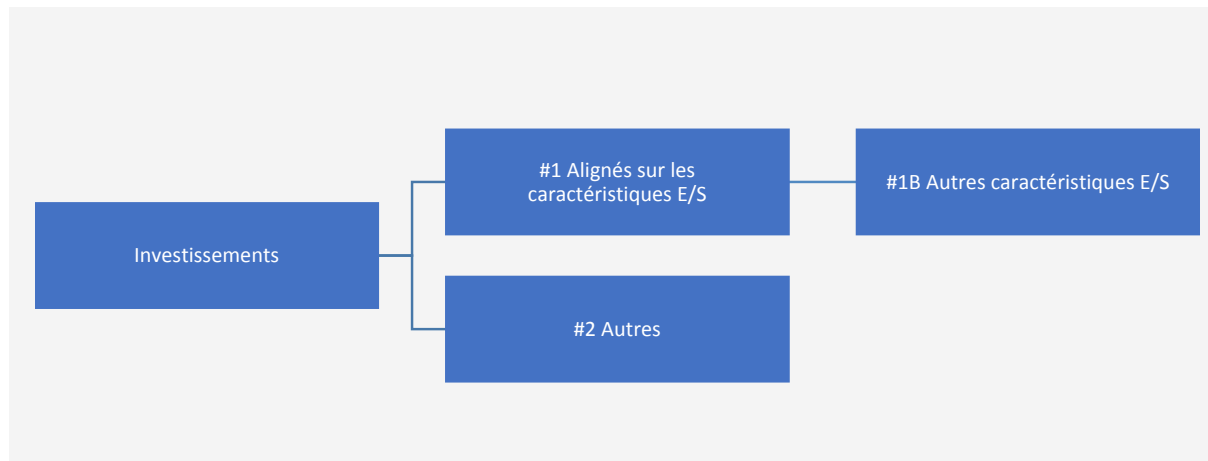 Investissements
#1 Alignés sur les
caractéristiques E/S
#1B Autres caractéristiques E/S
#2 Autres